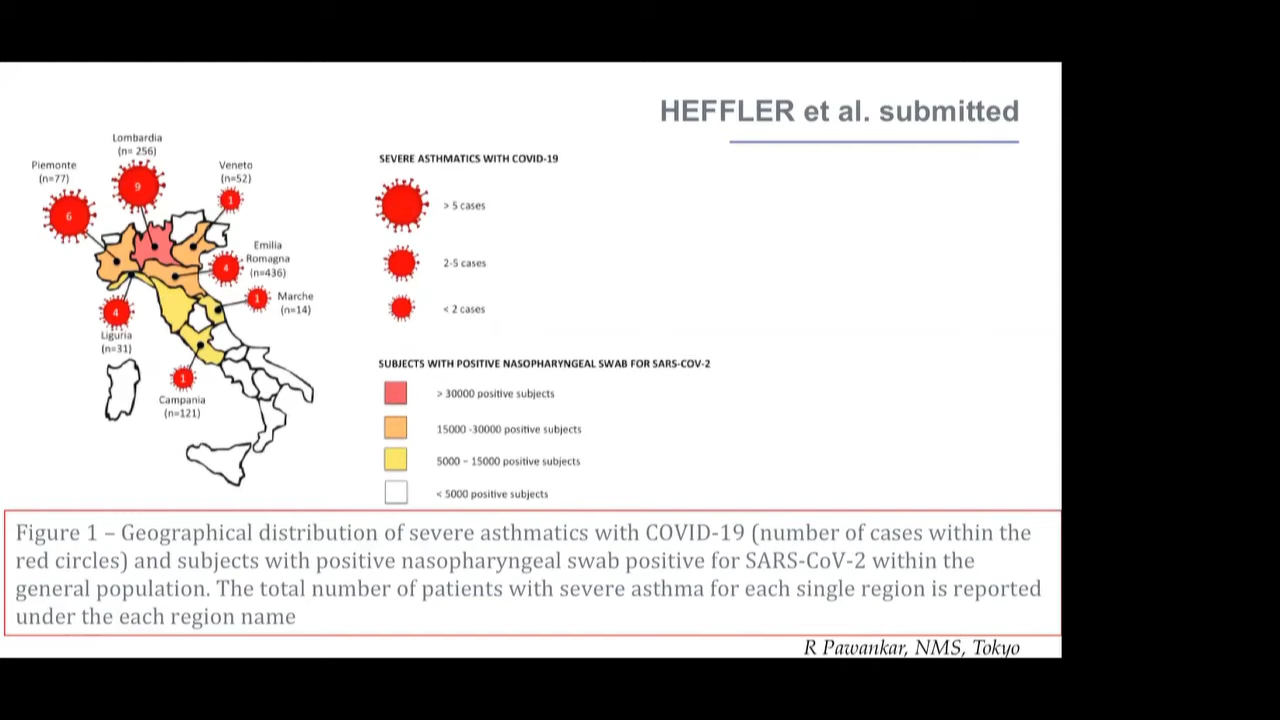 HEFFLER et al. submitted
Lombardia
(n= 256)
Piemonte
(n=77)
Veneto
(n=52)
9
6
1
Emilia
Romagna
(n=436)
4
Marche
(n=14)
1
4
Liguria
(n=31)
1
Campania
(n=121)
SEVERE ASTHMATICS WITH COVID-19
> 5 cases
2-5 cases
< 2 cases
SUBJECTS WITH POSITIVE NASOPHARYNGEAL SWAB FOR SARS-COV-2
> 30000 positive subjects
15000 -30000 positive subjects
5000 – 15000 positive subjects
< 5000 positive subjects
Figure 1 – Geographical distribution of severe asthmatics with COVID-19 (number of cases within the
red circles) and subjects with positive nasopharyngeal swab positive for SARS-CoV-2 within the
general population. The total number of patients with severe asthma for each single region is reported
under the each region name
R Pawankar, NMS, Tokyo